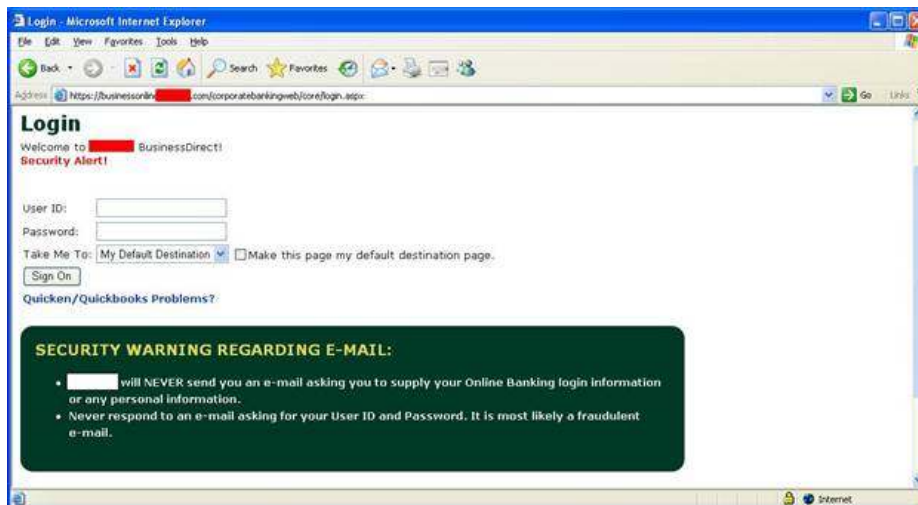 Login - Microsoft Internet Explorer
File Edit View Favorites Tools Help
Back Search Favorites
Address https://businessonlin .com/corporatebankingweb/core/login.aspx Go Links
Login
Welcome to BusinessDirect!
Security Alert!
User ID:
Password:
Take Me To: My Default Destination Make this page my default destination page.
Sign On
Quicken/Quickbooks Problems?
SECURITY WARNING REGARDING E-MAIL:
• will NEVER send you an e-mail asking you to supply your Online Banking login information
or any personal information.
• Never respond to an e-mail asking for your User ID and Password. It is most likely a fraudulent
e-mail.
Internet